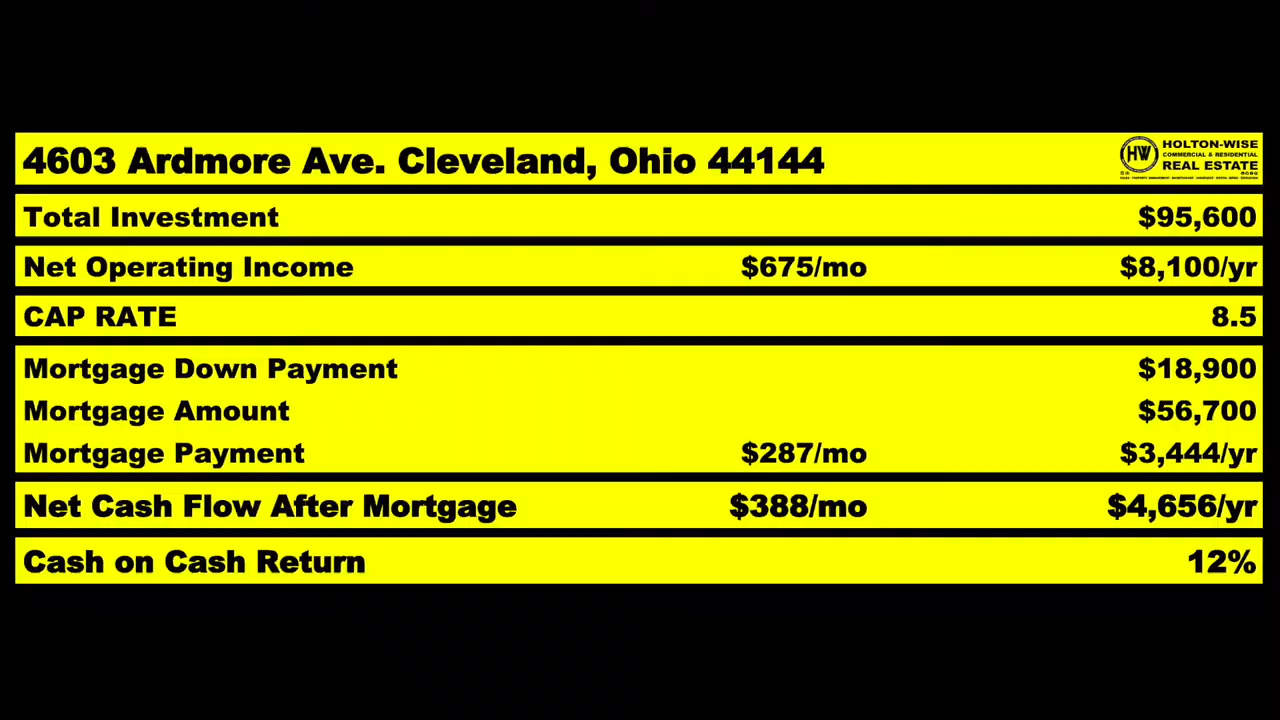 4603 Ardmore Ave. Cleveland, Ohio 44144
HW
HOLTON-WISE
COMMERCIAL & RESIDENTIAL
REAL ESTATE
Total Investment $95,600
Net Operating Income $675/mo $8,100/yr
CAP RATE 8.5
Mortgage Down Payment $18,900
Mortgage Amount $56,700
Mortgage Payment $287/mo $3,444/yr
Net Cash Flow After Mortgage $388/mo $4,656/yr
Cash on Cash Return 12%